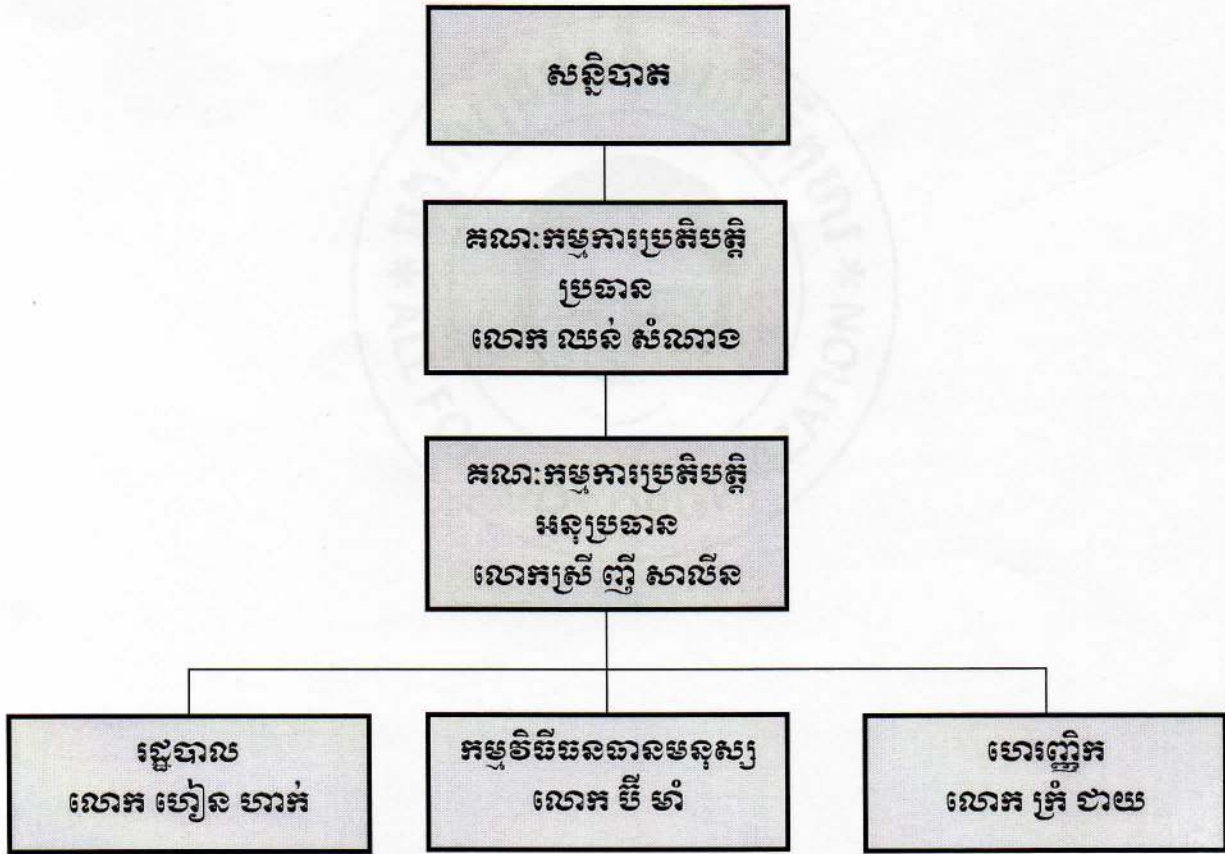 សន្និបាត
គណៈកម្មការប្រតិបត្តិ
ប្រធាន
លោក ឈន់ សំណាង
គណៈកម្មការប្រតិបត្តិ
អនុប្រធាន
លោកស្រី ញ៉ី សាលីន
រដ្ឋបាល
លោក ហៀន ហាក់
កម្មវិធីធនធានមនុស្ស
លោក ប៊ី ម៉ាំ
ហេរញ្ញិក
លោក ក្រំ ជាយ